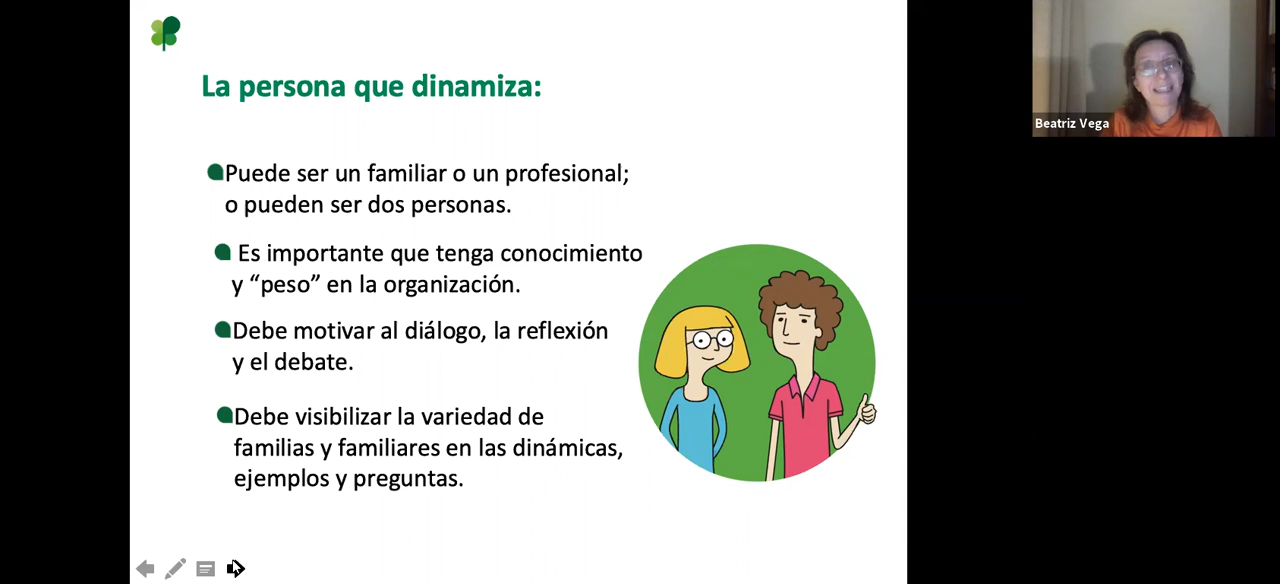 La persona que dinamiza:
Puede ser un familiar o un profesional;
o pueden ser dos personas.
Es importante que tenga conocimiento
y “peso” en la organización.
Debe motivar al diálogo, la reflexión
y el debate.
Debe visibilizar la variedad de
familias y familiares en las dinámicas,
ejemplos y preguntas.
Beatriz Vega